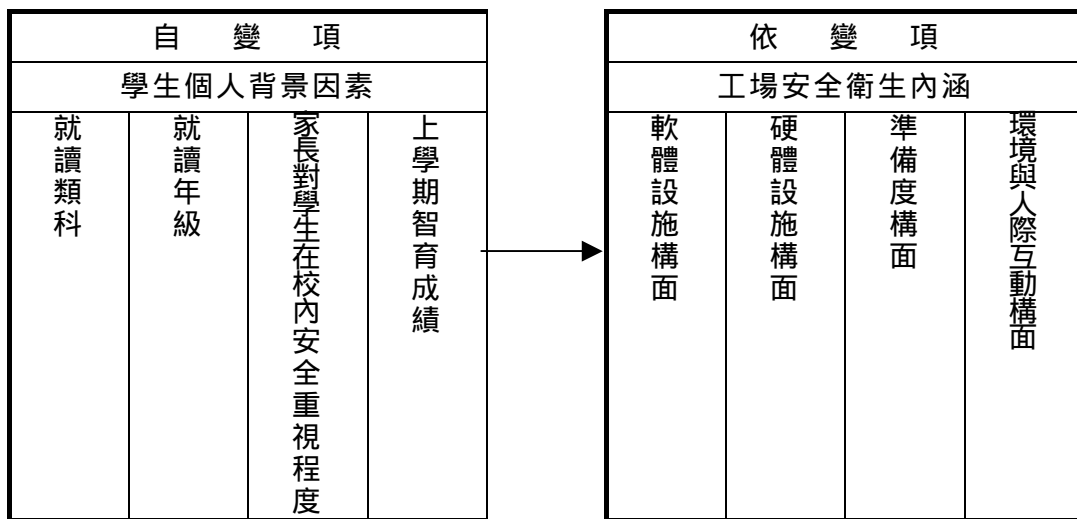 自變項
學生個人背景因素
就讀類科
就讀年級
家長對學生在校內安全重視程度
上學期智育成績
依變項
工場安全衛生內涵
軟體設施構面
硬體設施構面
準備度構面
環境與人際互動構面